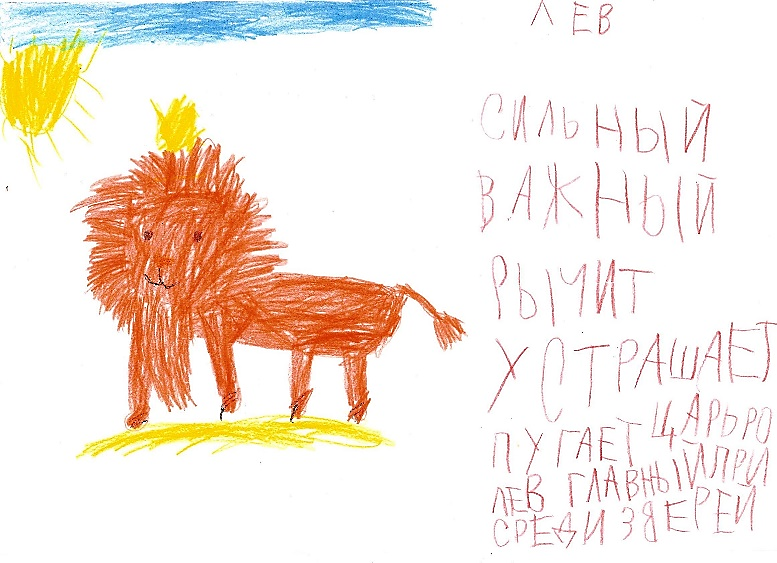 ЛЕВ
СИЛЬНЫЙ
ВАЖНЫЙ
РЫЧИТ
УСТРАШАЕТ
ПУГАЕТ ЦАРЬ РО
ЛЕВ ГЛАВНЫЙ ПРИ
СРЕДИ ЗВЕРЕЙ